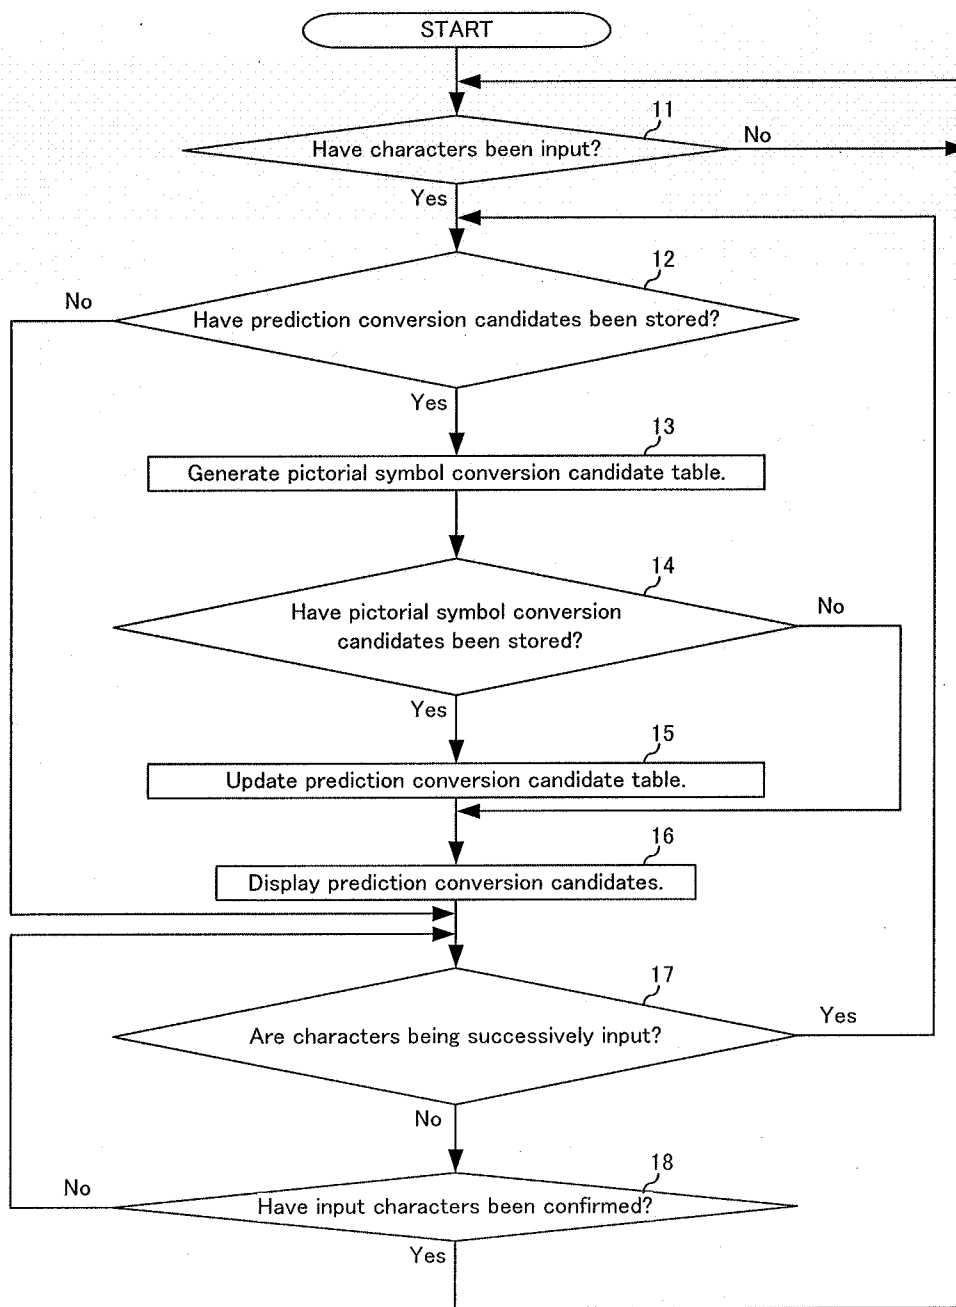 START
11
Have characters been input?
No
Yes
12
No
Have prediction conversion candidates been stored?
Yes
13
Generate pictorial symbol conversion candidate table.
14
Have pictorial symbol conversion
candidates been stored?
No
Yes
15
Update prediction conversion candidate table.
16
Display prediction conversion candidates.
17
Are characters being successively input?
Yes
No
18
No
Have input characters been confirmed?
Yes